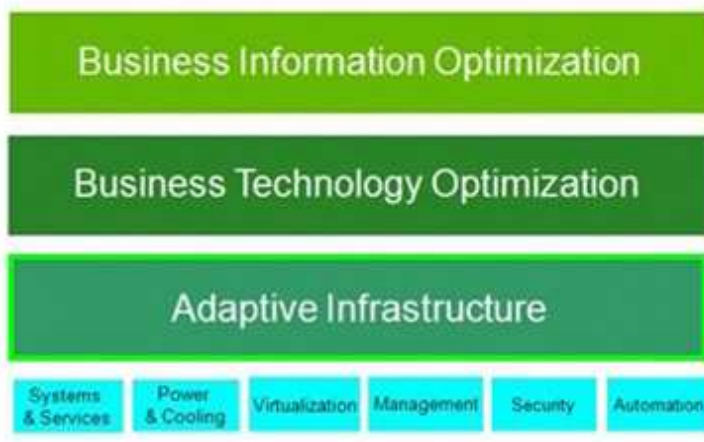 Business Information Optimization
Business Technology Optimization
Adaptive Infrastructure
Systems
& Services
Power
& Cooling
Virtualization
Management
Security
Automation